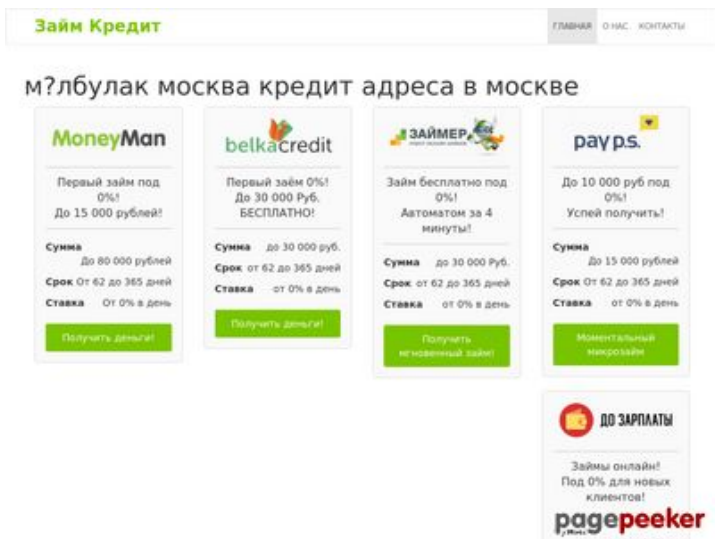 Займ Кредит
ГЛАВНАЯ О НАС КОНТАКТЫ
м?лбулак москва кредит адреса в москве
MoneyMan
Первый займ под
0%!
До 15 000 рублей!
Сумма
До 80 000 рублей
Срок От 62 до 365 дней
Ставка От 0% в день
Получить деньги!
belkacredit
Первый заём 0%!
До 30 000 Руб.
БЕСПЛАТНО!
Сумма до 30 000 руб.
Срок от 62 до 365 дней
Ставка от 0% в день
Получить деньги!
ЗАЙМЕР
Займ бесплатно под
0%!
Автоматом за 4
минуты!
Сумма до 30 000 Руб.
Срок от 62 до 365 дней
Ставка от 0% в день
Получить
мгновенный займ!
pay p.s.
До 10 000 руб под
0%!
Успей получить!
Сумма
До 15 000 рублей
Срок От 62 до 365 дней
Ставка от 0% в день
Моментальный
микрозайм
ДО ЗАРПЛАТЫ
Займы онлайн!
Под 0% для новых
клиентов!
pagepeeker